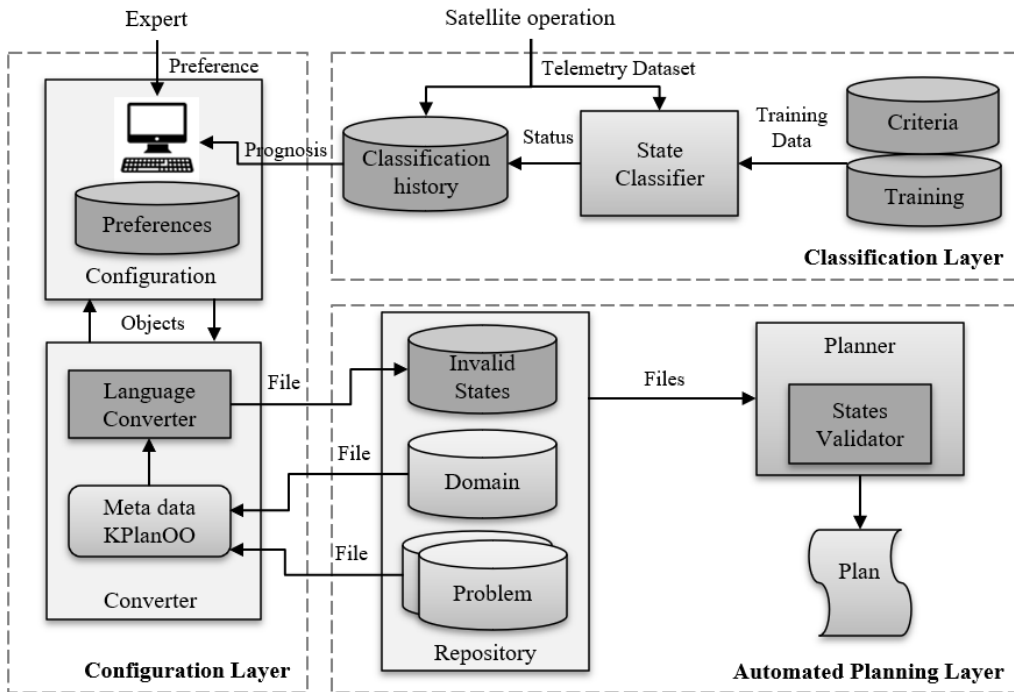 Expert
Satellite operation
Preference
Telemetry Dataset
Prognosis
Classification
history
Status
State
Classifier
Training
Data
Criteria
Training
Classification Layer
Preferences
Configuration
Objects
Language
Converter
File
Invalid
States
Files
Planner
States
Validator
Meta data
KPlanOO
File
Domain
File
Problem
Plan
Converter
Repository
Configuration Layer
Automated Planning Layer